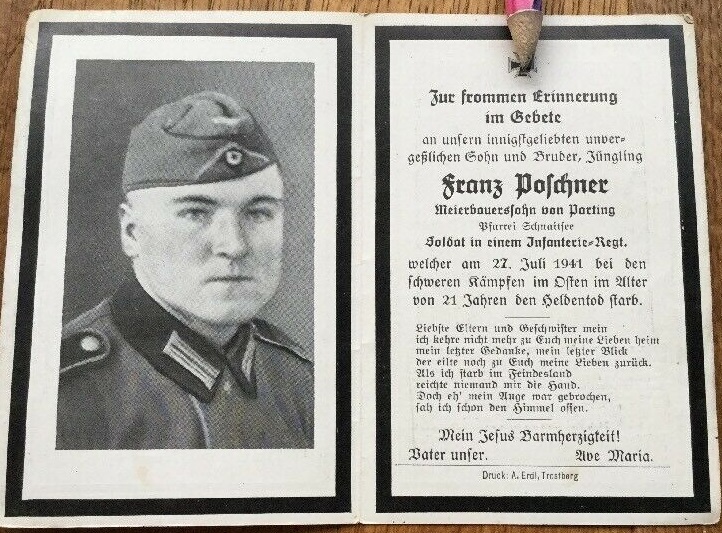 Zur frommen Erinnerung
im Gebete
an unsern innigstgeliebten unver-
geßlichen Sohn und Bruder, Jüngling
Franz Poschner
Meierbauerssohn von Parting
Pfarrei Schnaitsee
Soldat in einem Infanterie-Regt.
welcher am 27. Juli 1941 bei den
schweren Kämpfen im Osten im Alter
von 21 Jahren den Heldentod starb.
Liebste Eltern und Geschwister mein
ich kehre nicht mehr zu Euch meine Lieben heim
mein letzter Gedanke, mein letzter Blick
der eilte noch zu Euch meine Lieben zurück.
Als ich starb im Feindesland
reichte niemand mir die Hand.
Doch eh' mein Auge war gebrochen,
sah ich schon den Himmel offen.
Mein Jesus Barmherzigkeit!
Vater unser. Ave Maria.
Druck: A. Erdl, Trostberg